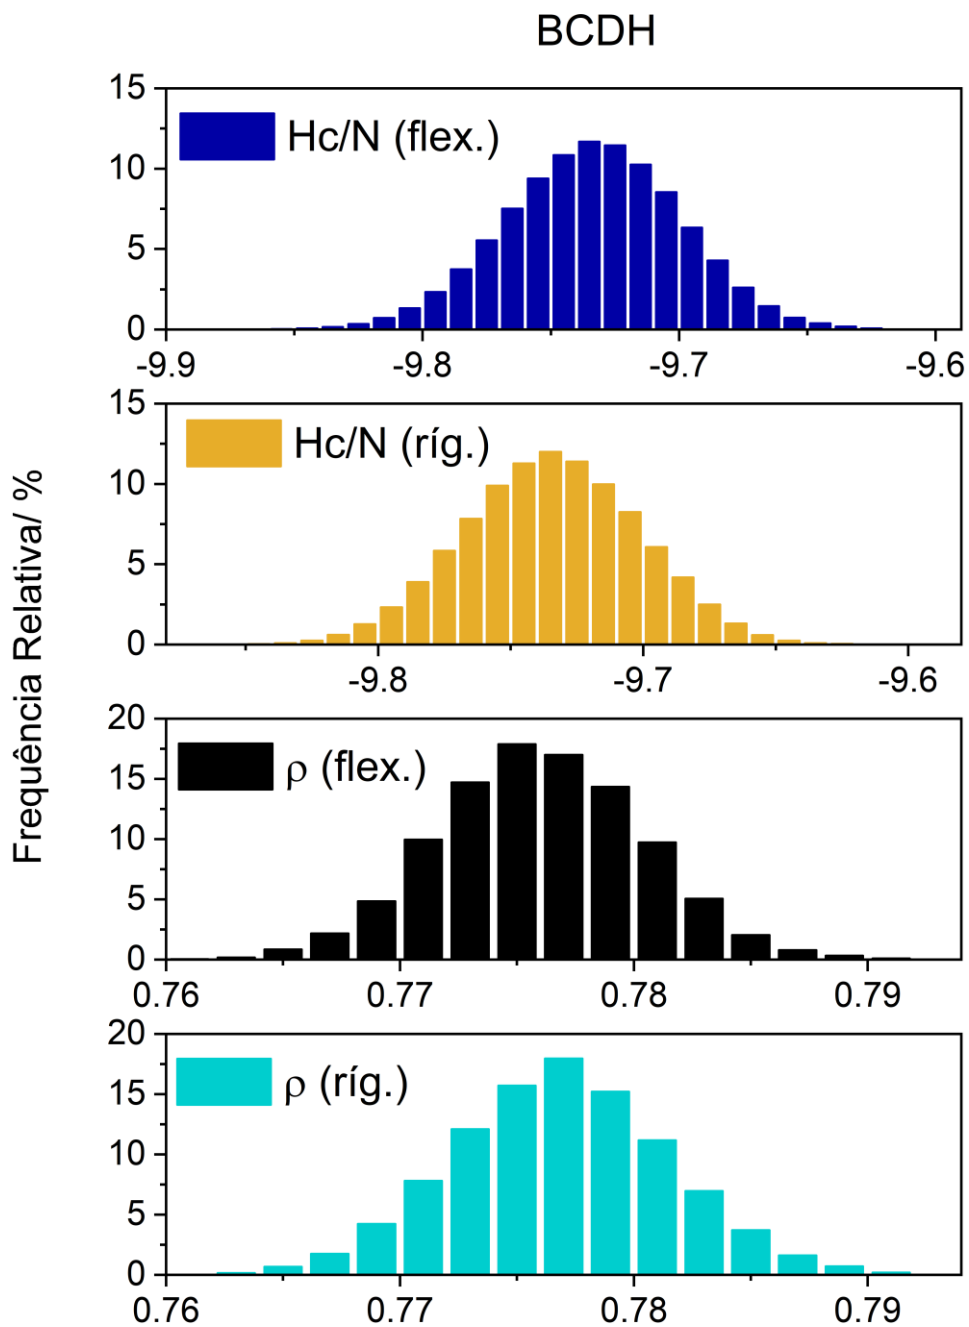 BCDH
Frequência Relativa/ %
15
10
5
0
Hc/N (flex.)
-9.9 -9.8 -9.7 -9.6
15
10
5
0
Hc/N (ríg.)
-9.8 -9.7 -9.6
20
15
10
5
0
ρ (flex.)
0.76 0.77 0.78 0.79
20
15
10
5
0
ρ (ríg.)
0.76 0.77 0.78 0.79